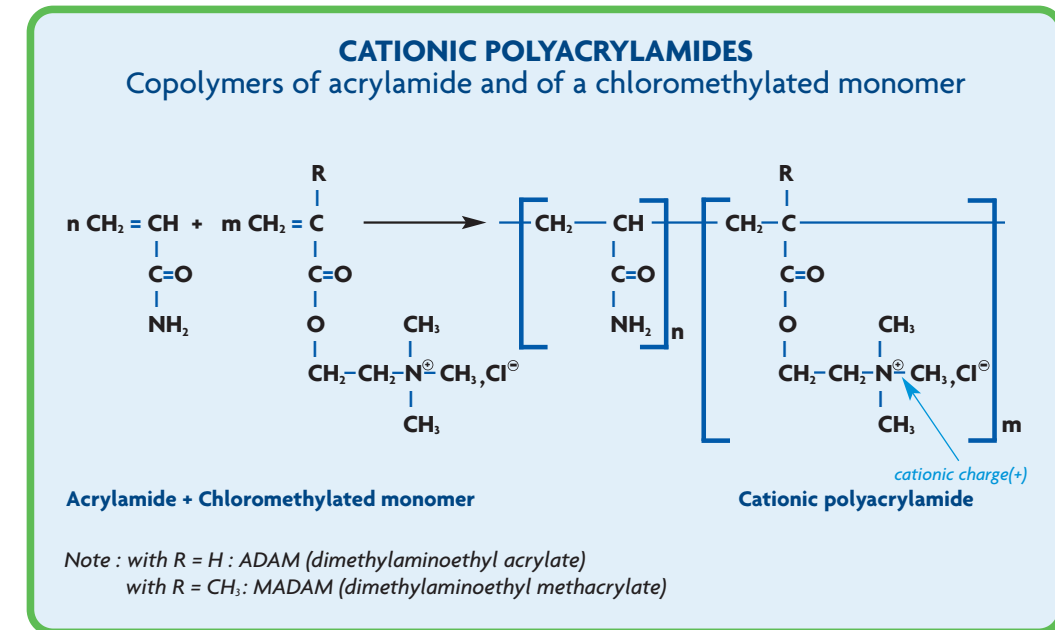 CATIONIC POLYACRYLAMIDES
Copolymers of acrylamide and of a chloromethylated monomer
R R
n CH₂ = CH + m CH₂ = C CH₂ CH CH₂ C
C=O C=O C=O C=O
NH₂ O CH₃ NH₂ n O CH₃
CH₂–CH₂–N⊕–CH₃,Cl⊖ CH₂–CH₂–N⊕–CH₃,Cl⊖
CH₃ CH₃ m
cationic charge(+)
Acrylamide + Chloromethylated monomer Cationic polyacrylamide
Note : with R = H : ADAM (dimethylaminoethyl acrylate)
with R = CH₃: MADAM (dimethylaminoethyl methacrylate)